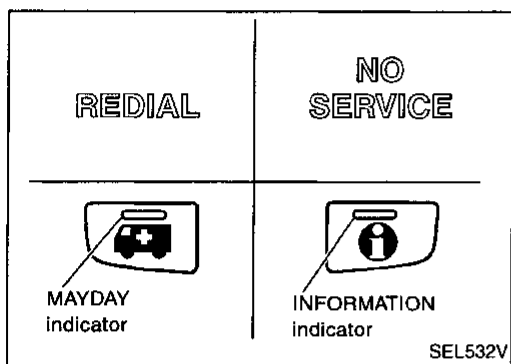 REDIAL
NO
SERVICE
MAYDAY
indicator
INFORMATION
indicator
SEL532V